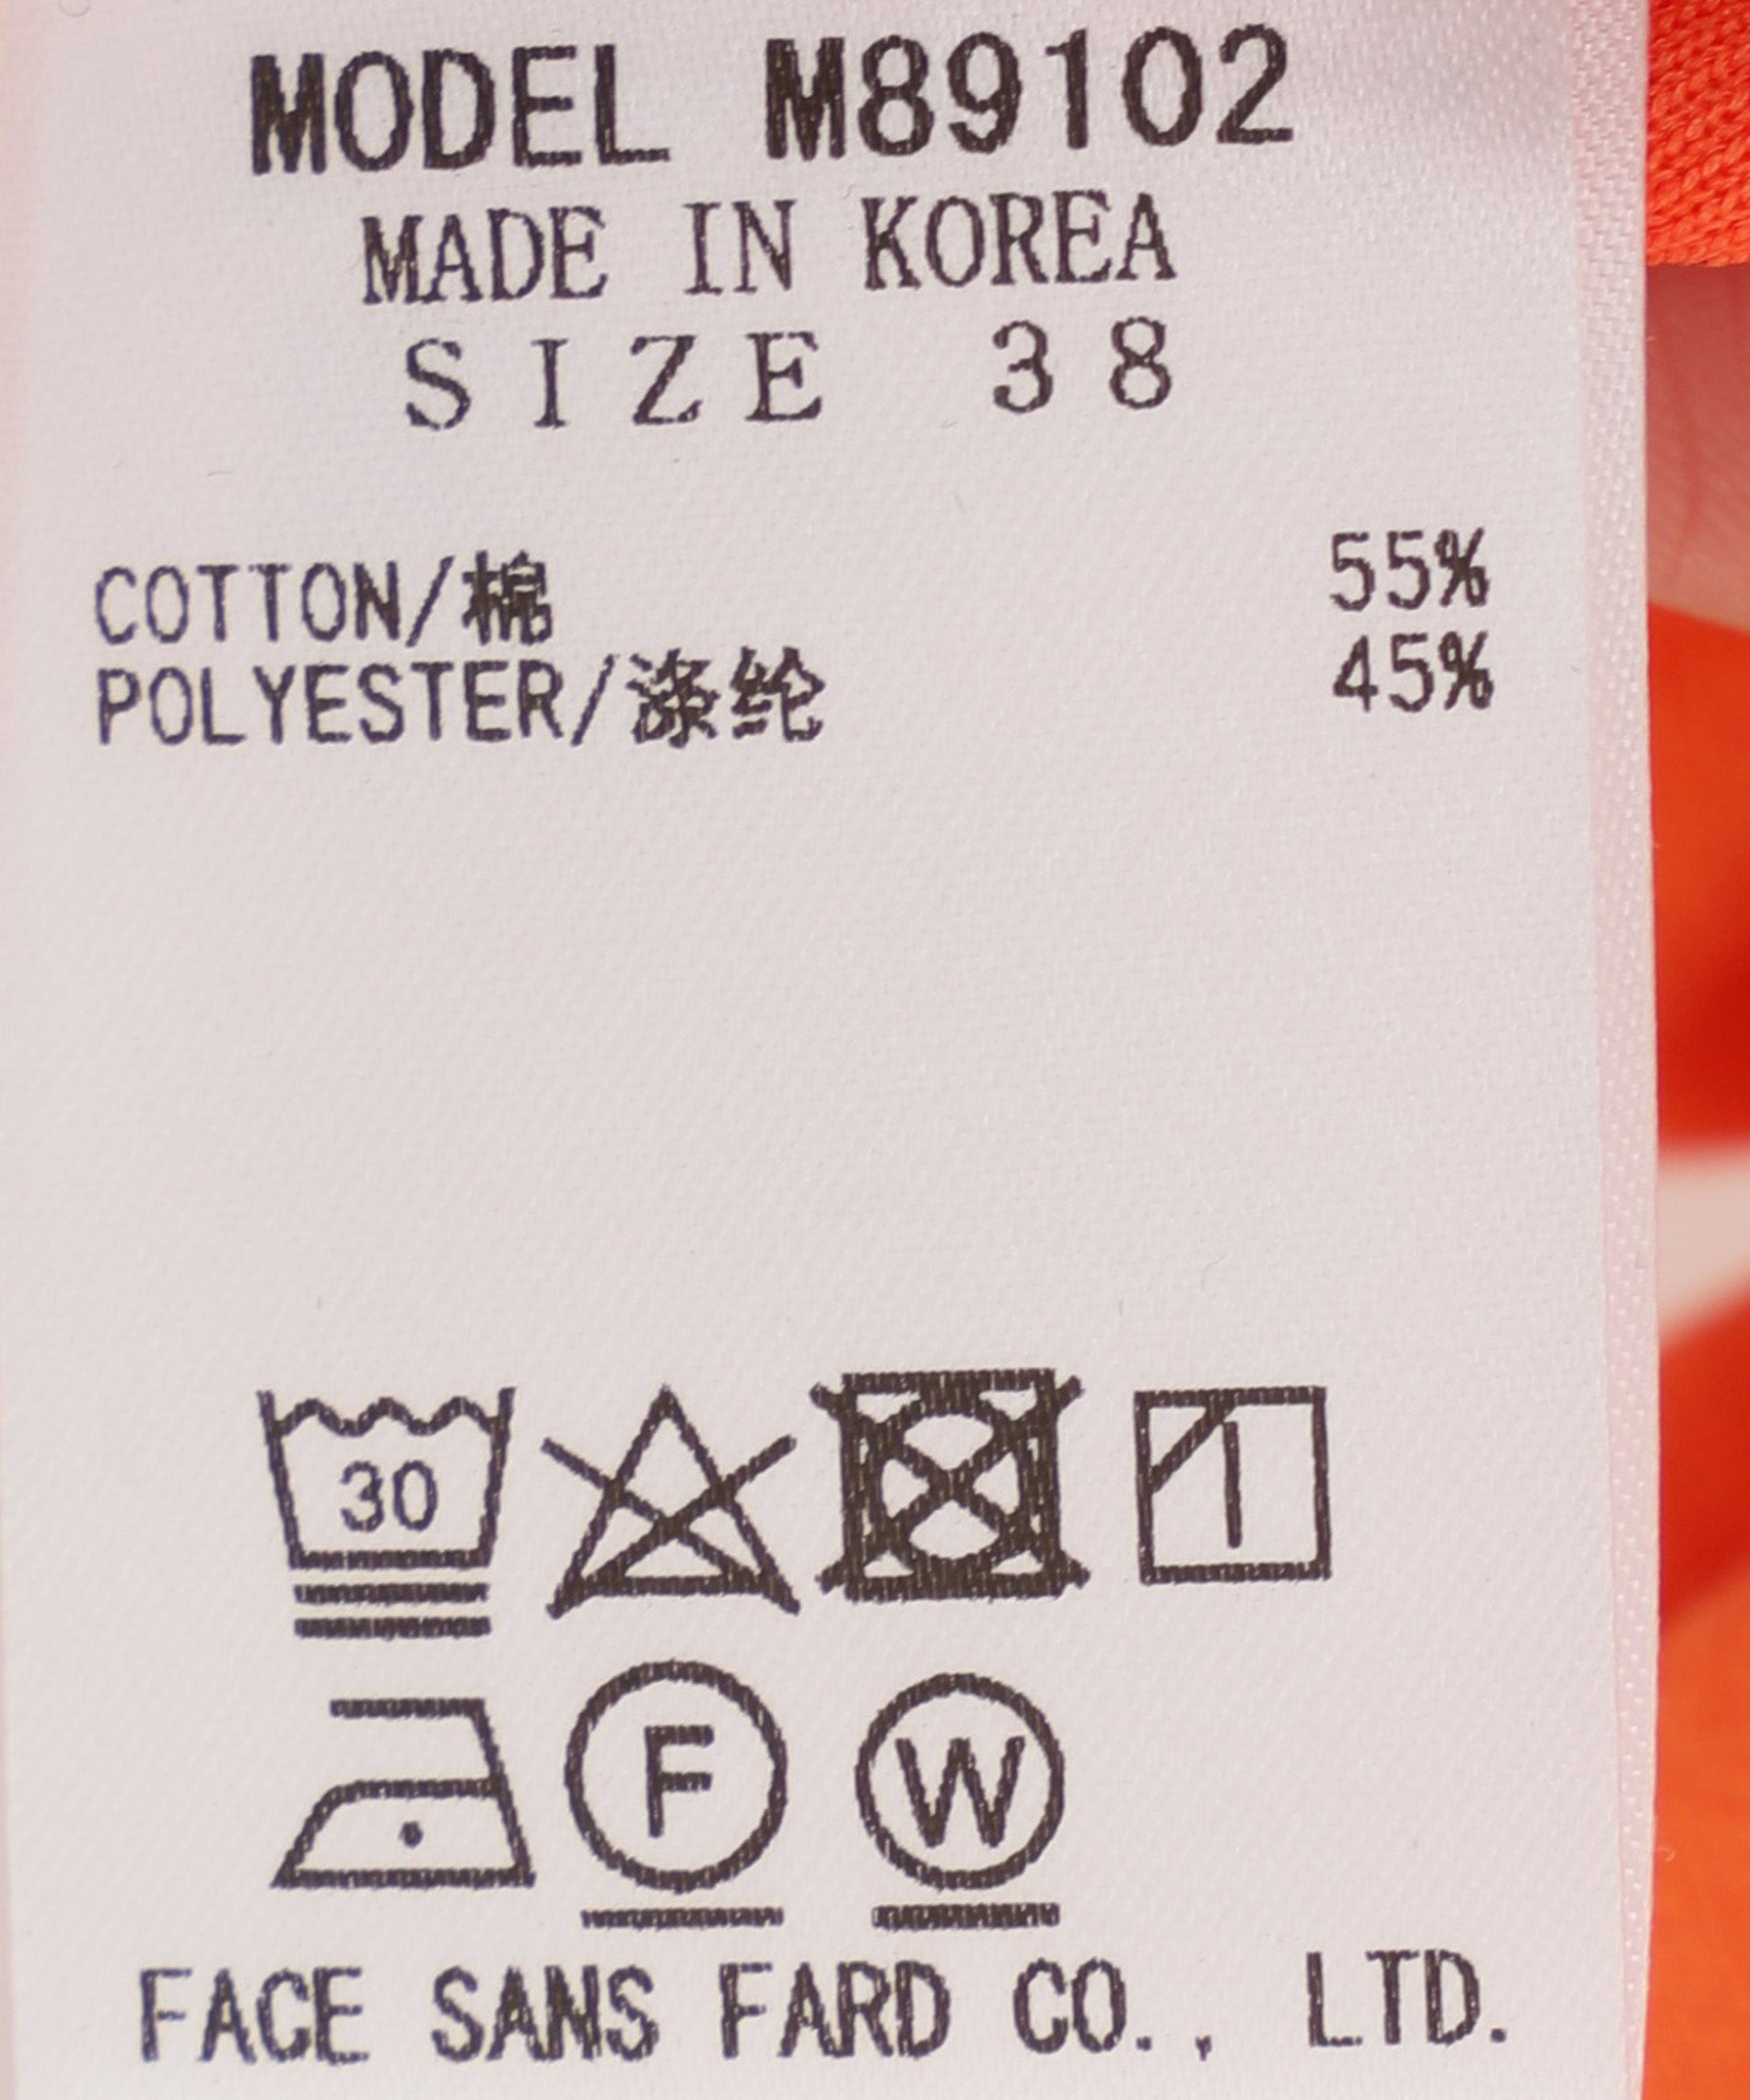 MODEL M89102
MADE IN KOREA
SIZE 38
COTTON/棉 55%
POLYESTER/涤纶 45%
30
F W
FACE SANS FARD CO., LTD.